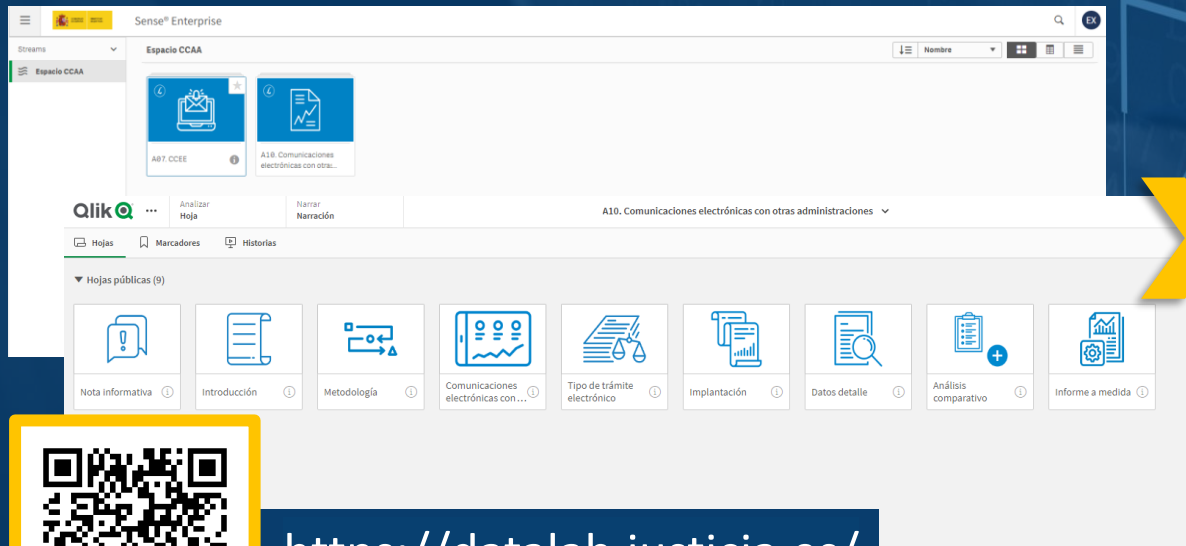 Sense® Enterprise
EX
Streams
Espacio CCAA
Nombre
Espacio CCAA
A07. CCEE
A10. Comunicaciones
electrónicas con otra...
Qlik
Analizar
Hoja
Narrar
Narración
A10. Comunicaciones electrónicas con otras administraciones
Hojas
Marcadores
Historias
Hojas públicas (9)
Nota informativa
Introducción
Metodología
Comunicaciones
electrónicas con ...
Tipo de trámite
electrónico
Implantación
Datos detalle
Análisis
comparativo
Informe a medida
https://datalab.justicia.es/